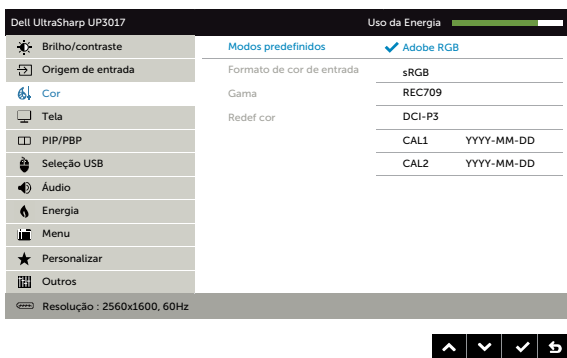 Dell UltraSharp UP3017 Uso da Energia
Brilho/contraste Modos predefinidos Adobe RGB
Origem de entrada Formato de cor de entrada sRGB
Cor Gama REC709
Tela Redef cor DCI-P3
PIP/PBP CAL1 YYYY-MM-DD
Seleção USB CAL2 YYYY-MM-DD
Áudio
Energia
Menu
Personalizar
Outros
Resolução : 2560x1600, 60Hz